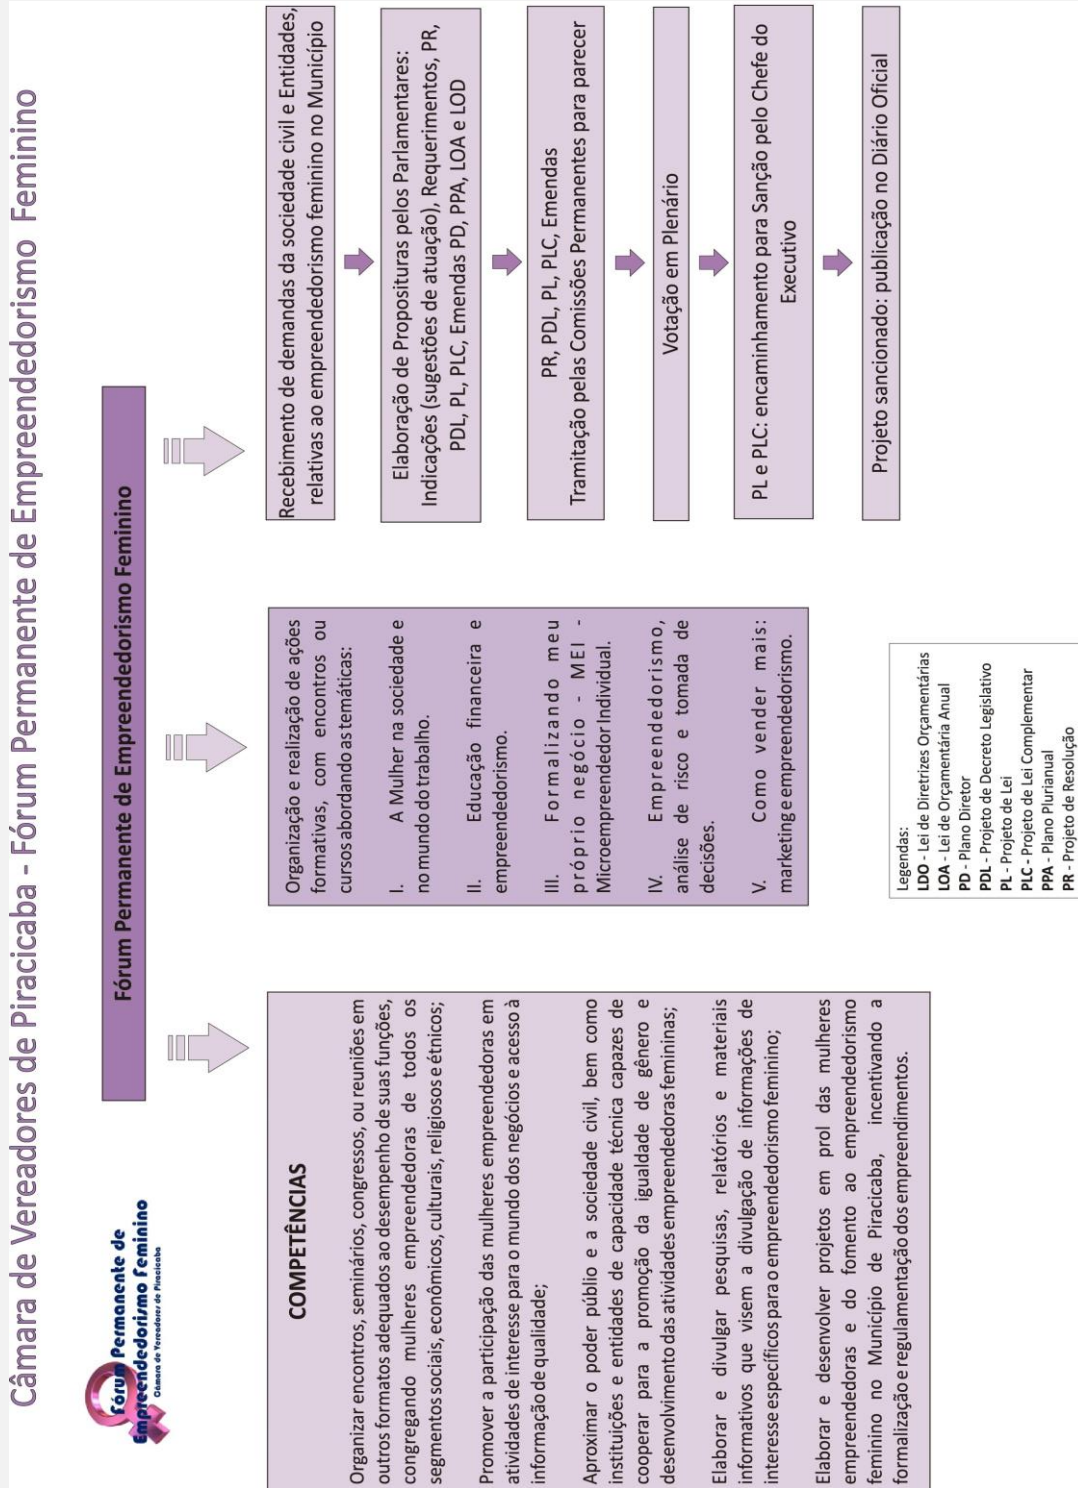 Câmara de Vereadores de Piracicaba - Fórum Permanente de Empreendedorismo Feminino
Fórum Permanente de
Empreendedorismo Feminino
Câmara de Vereadores de Piracicaba
Fórum Permanente de Empreendedorismo Feminino
COMPETÊNCIAS
Organizar encontros, seminários, congressos, ou reuniões em
outros formatos adequados ao desempenho de suas funções,
congregando mulheres empreendedoras de todos os
segmentos sociais, econômicos, culturais, religiosos e étnicos;
Promover a participação das mulheres empreendedoras em
atividades de interesse para o mundo dos negócios e acesso à
informação de qualidade;
Aproximar o poder público e a sociedade civil, bem como
instituições e entidades de capacidade técnica capazes de
cooperar para a promoção da igualdade de gênero e
desenvolvimento das atividades empreendedoras femininas;
Elaborar e divulgar pesquisas, relatórios e materiais
informativos que visem a divulgação de informações de
interesse específicos para o empreendedorismo feminino;
Elaborar e desenvolver projetos em prol das mulheres
empreendedoras e do fomento ao empreendedorismo
feminino no Município de Piracicaba, incentivando a
formalização e regulamentação dos empreendimentos.
Organização e realização de ações
formativas, com encontros ou
cursos abordando as temáticas:
I. A Mulher na sociedade e
no mundo do trabalho.
II. Educação financeira e
empreendedorismo.
III. Formalizando meu
próprio negócio - MEI -
Microempreendedor Individual.
IV. Empreendedorismo,
análise de risco e tomada de
decisões.
V. Como vender mais:
marketing e empreendedorismo.
Recebimento de demandas da sociedade civil e Entidades,
relativas ao empreendedorismo feminino no Município
Elaboração de Proposituras pelos Parlamentares:
Indicações (sugestões de atuação), Requerimentos, PR,
PDL, PL, PLC, Emendas PD, PPA, LOA e LOD
PR, PDL, PL, PLC, Emendas
Tramitação pelas Comissões Permanentes para parecer
Votação em Plenário
PL e PLC: encaminhamento para Sanção pelo Chefe do
Executivo
Projeto sancionado: publicação no Diário Oficial
Legendas:
LDO - Lei de Diretrizes Orçamentárias
LOA - Lei de Orçamentária Anual
PD - Plano Diretor
PDL - Projeto de Decreto Legislativo
PL - Projeto de Lei
PLC - Projeto de Lei Complementar
PPA - Plano Plurianual
PR - Projeto de Resolução